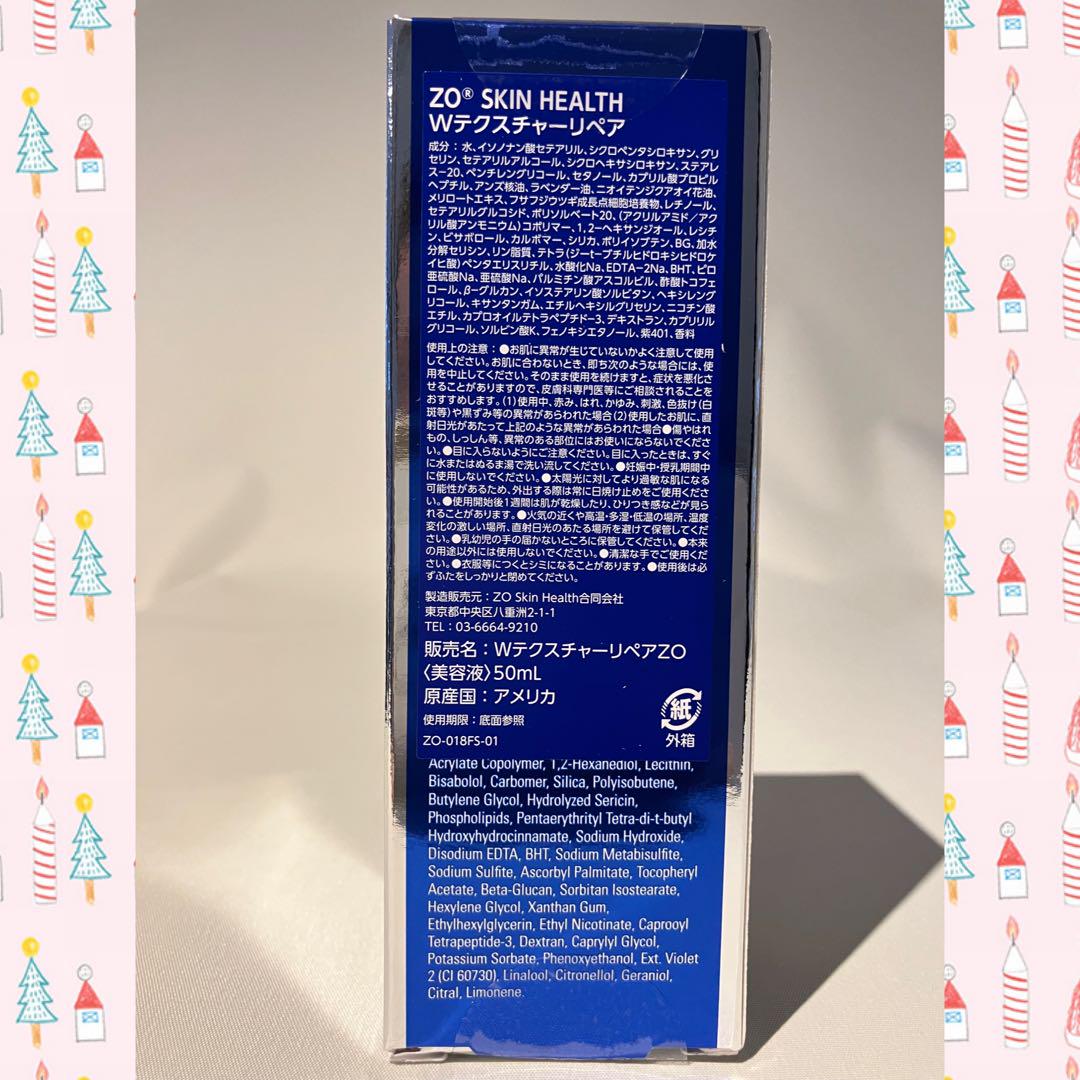 ZO® SKIN HEALTH
Wテクスチャーリペア
成分：水、イソノナン酸セテアリル、シクロペンタシロキサン、グリ
セリン、セテアリルアルコール、シクロヘキサシロキサン、ステアレ
ス-20、ペンチレングリコール、セタノール、カプリル酸プロピル
ヘプチル、アンズ核油、ラベンダー油、ニオイテンジクアオイ花油、
メリロートエキス、フサフジウツギ成長点細胞培養物、レチノール、
セテアリルグルコシド、ポリソルベート20、(アクリルアミド／アク
リル酸アンモニウム)コポリマー、1,2-ヘキサンジオール、レシチ
ン、ビサボロール、カルボマー、シリカ、ポリイソブテン、BG、加水
分解セリシン、リン脂質、テトラ(ジ-t-ブチルヒドロキシヒドロケ
イヒ酸)ペンタエリスリチル、水酸化Na、EDTA-2Na、BHT、ピロ
亜硫酸Na、亜硫酸Na、パルミチン酸アスコルビル、酢酸トコフェ
ロール、β-グルカン、イソステアリン酸ソルビタン、ヘキシレング
リコール、キサンタンガム、エチルヘキシルグリセリン、ニコチン酸
エチル、カプロオイルテトラペプチド-3、デキストラン、カプリリル
グリコール、ソルビン酸K、フェノキシエタノール、紫401、香料
使用上の注意：●お肌に異常が生じていないかよく注意して使用
してください。お肌に合わないとき、即ち次のような場合には、使
用を中止してください。そのまま使用を続けますと、症状を悪化さ
せることがありますので、皮膚科専門医等にご相談されることを
おすすめします。(1)使用中、赤み、はれ、かゆみ、刺激、色抜け(白
斑等)や黒ずみ等の異常があらわれた場合(2)使用したお肌に、直
射日光があたって上記のような異常があらわれた場合●傷やはれ
もの、しっしん等、異常のある部位にはお使いにならないでくださ
い。●目に入らないようにご注意ください。目に入ったときは、すぐ
に水またはぬるま湯で洗い流してください。●妊娠中・授乳期間中
に使用しないでください。●太陽光に対してより過敏な肌になる
可能性があるため、外出する際は常に日焼け止めをご使用くださ
い。●使用開始後1週間は肌が乾燥したり、ひりつき感などが見ら
れることがあります。●火気の近くや高温・多湿・低温の場所、温度
変化の激しい場所、直射日光のあたる場所を避けて保管してくださ
い。●乳幼児の手の届かないところに保管してください。●本来
の用途以外には使用しないでください。●清潔な手でご使用くだ
さい。●衣服等につくとシミになることがあります。●使用後は必
ずふたをしっかりと閉めてください。
製造販売元：ZO Skin Health合同会社
東京都中央区八重洲2-1-1
TEL：03-6664-9210
販売名：WテクスチャーリペアZO
〈美容液〉50mL
原産国：アメリカ
使用期限：底面参照
ZO-018FS-01
紙
外箱
Acrylate Copolymer, 1,2-Hexanediol, Lecithin,
Bisabolol, Carbomer, Silica, Polyisobutene,
Butylene Glycol, Hydrolyzed Sericin,
Phospholipids, Pentaerythrityl Tetra-di-t-butyl
Hydroxyhydrocinnamate, Sodium Hydroxide,
Disodium EDTA, BHT, Sodium Metabisulfite,
Sodium Sulfite, Ascorbyl Palmitate, Tocopheryl
Acetate, Beta-Glucan, Sorbitan Isostearate,
Hexylene Glycol, Xanthan Gum,
Ethylhexylglycerin, Ethyl Nicotinate, Caprooyl
Tetrapeptide-3, Dextran, Caprylyl Glycol,
Potassium Sorbate, Phenoxyethanol, Ext. Violet
2 (CI 60730), Linalool, Citronellol, Geraniol,
Citral, Limonene.